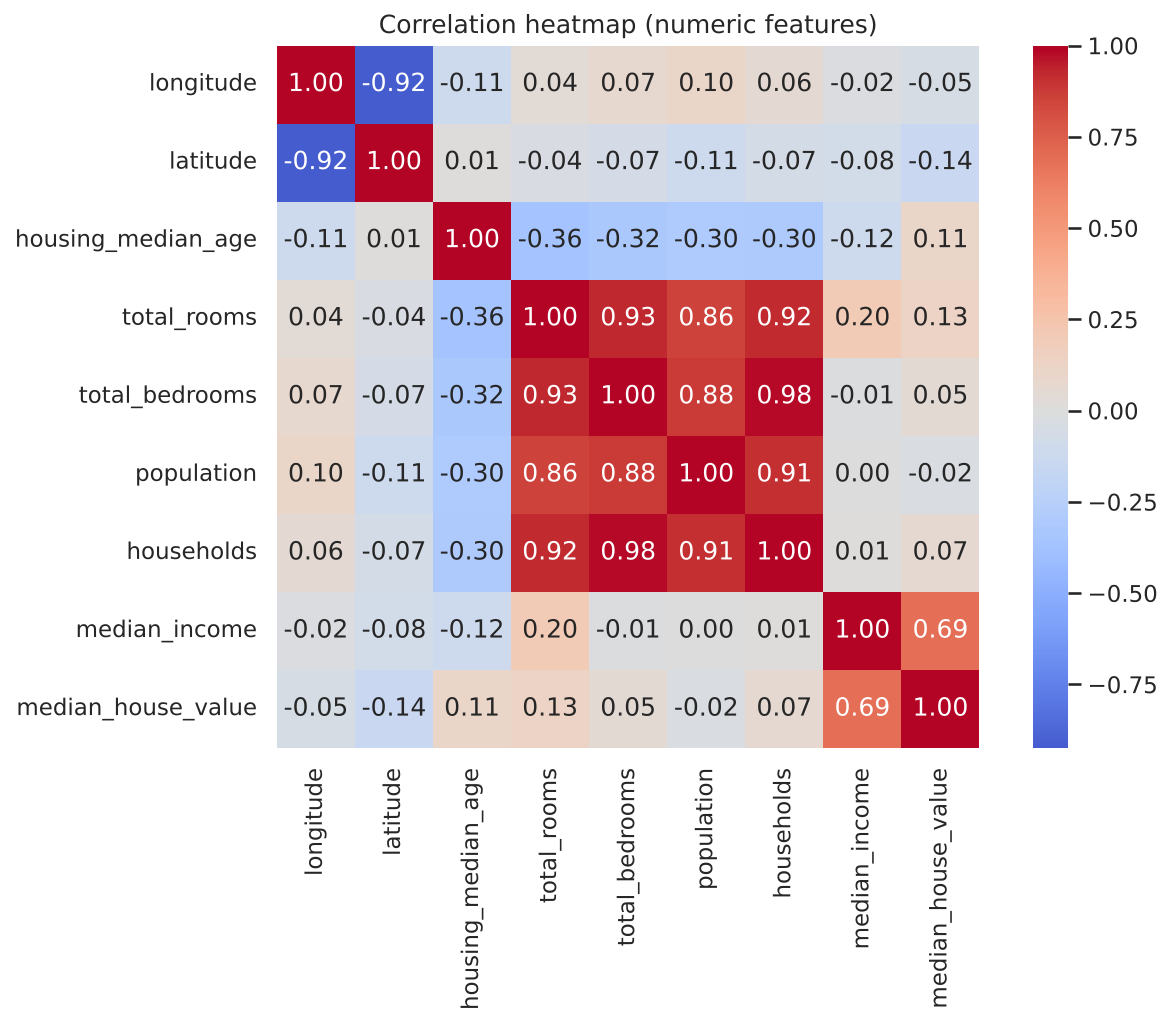 Correlation heatmap (numeric features)
longitude 1.00 -0.92 -0.11 0.04 0.07 0.10 0.06 -0.02 -0.05
latitude -0.92 1.00 0.01 -0.04 -0.07 -0.11 -0.07 -0.08 -0.14
housing_median_age -0.11 0.01 1.00 -0.36 -0.32 -0.30 -0.30 -0.12 0.11
total_rooms 0.04 -0.04 -0.36 1.00 0.93 0.86 0.92 0.20 0.13
total_bedrooms 0.07 -0.07 -0.32 0.93 1.00 0.88 0.98 -0.01 0.05
population 0.10 -0.11 -0.30 0.86 0.88 1.00 0.91 0.00 -0.02
households 0.06 -0.07 -0.30 0.92 0.98 0.91 1.00 0.01 0.07
median_income -0.02 -0.08 -0.12 0.20 -0.01 0.00 0.01 1.00 0.69
median_house_value -0.05 -0.14 0.11 0.13 0.05 -0.02 0.07 0.69 1.00
longitude
latitude
housing_median_age
total_rooms
total_bedrooms
population
households
median_income
median_house_value
1.00
0.75
0.50
0.25
0.00
−0.25
−0.50
−0.75